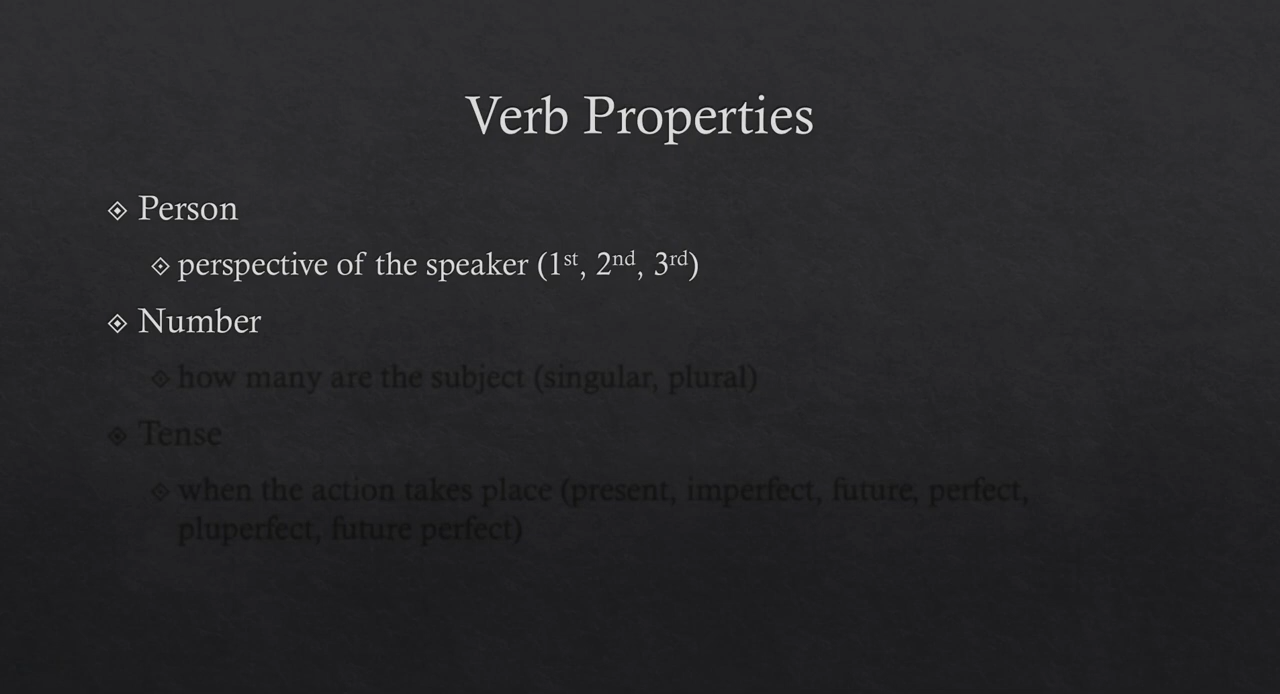 Verb Properties
Person
perspective of the speaker (1st, 2nd, 3rd)
Number
how many are the subject (singular, plural)
Tense
when the action takes place (present, imperfect, future, perfect,
pluperfect, future perfect)